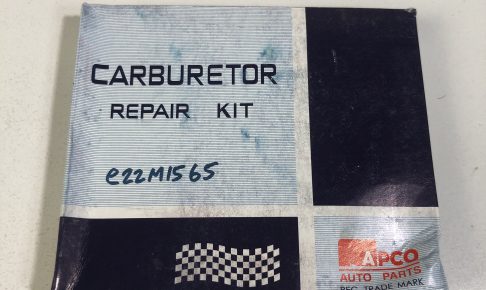 CARBURETOR
REPAIR KIT
e22M1565
APCO
AUTO PARTS
REG. TRADE MARK